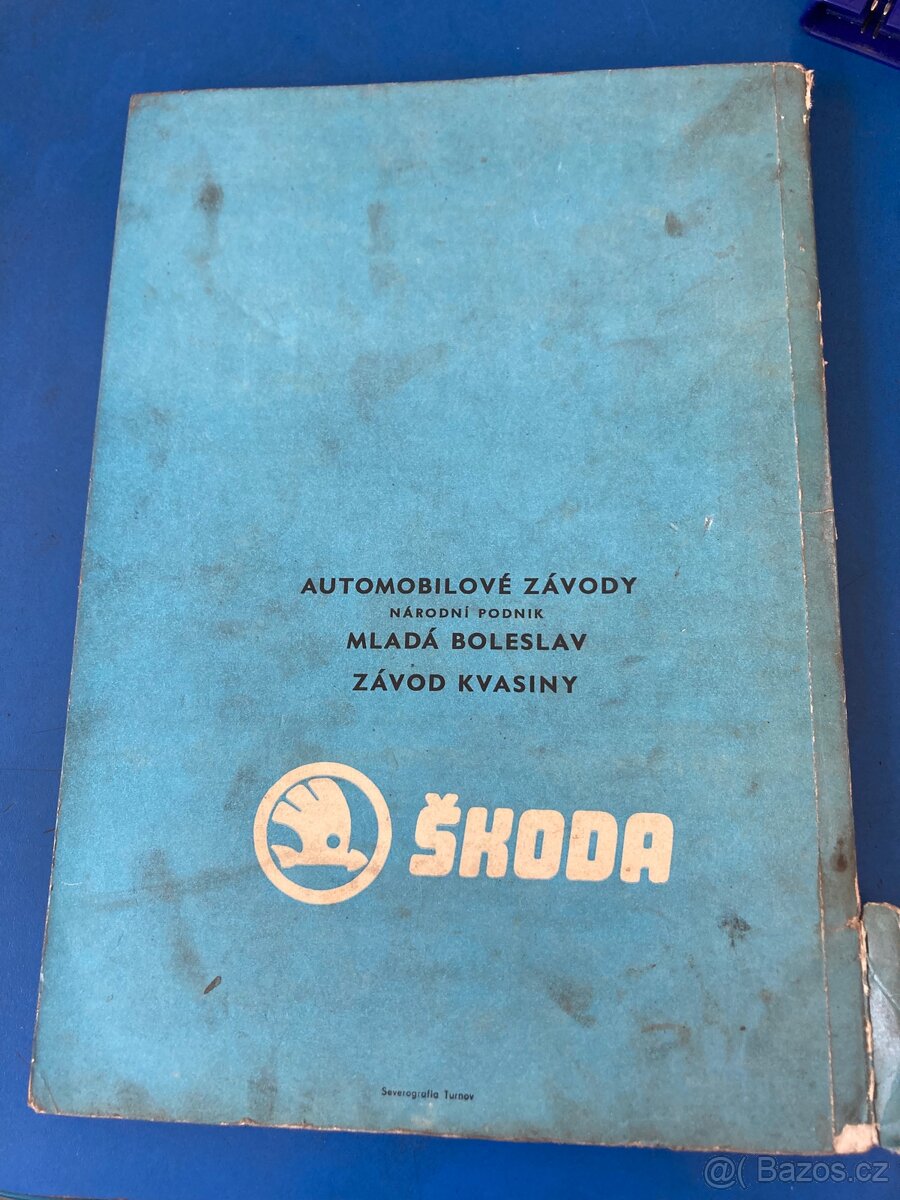 AUTOMOBILOVÉ ZÁVODY
NÁRODNÍ PODNIK
MLADÁ BOLESLAV
ZÁVOD KVASINY
ŠKODA
Severografia Turnov
@( Bazos.cz